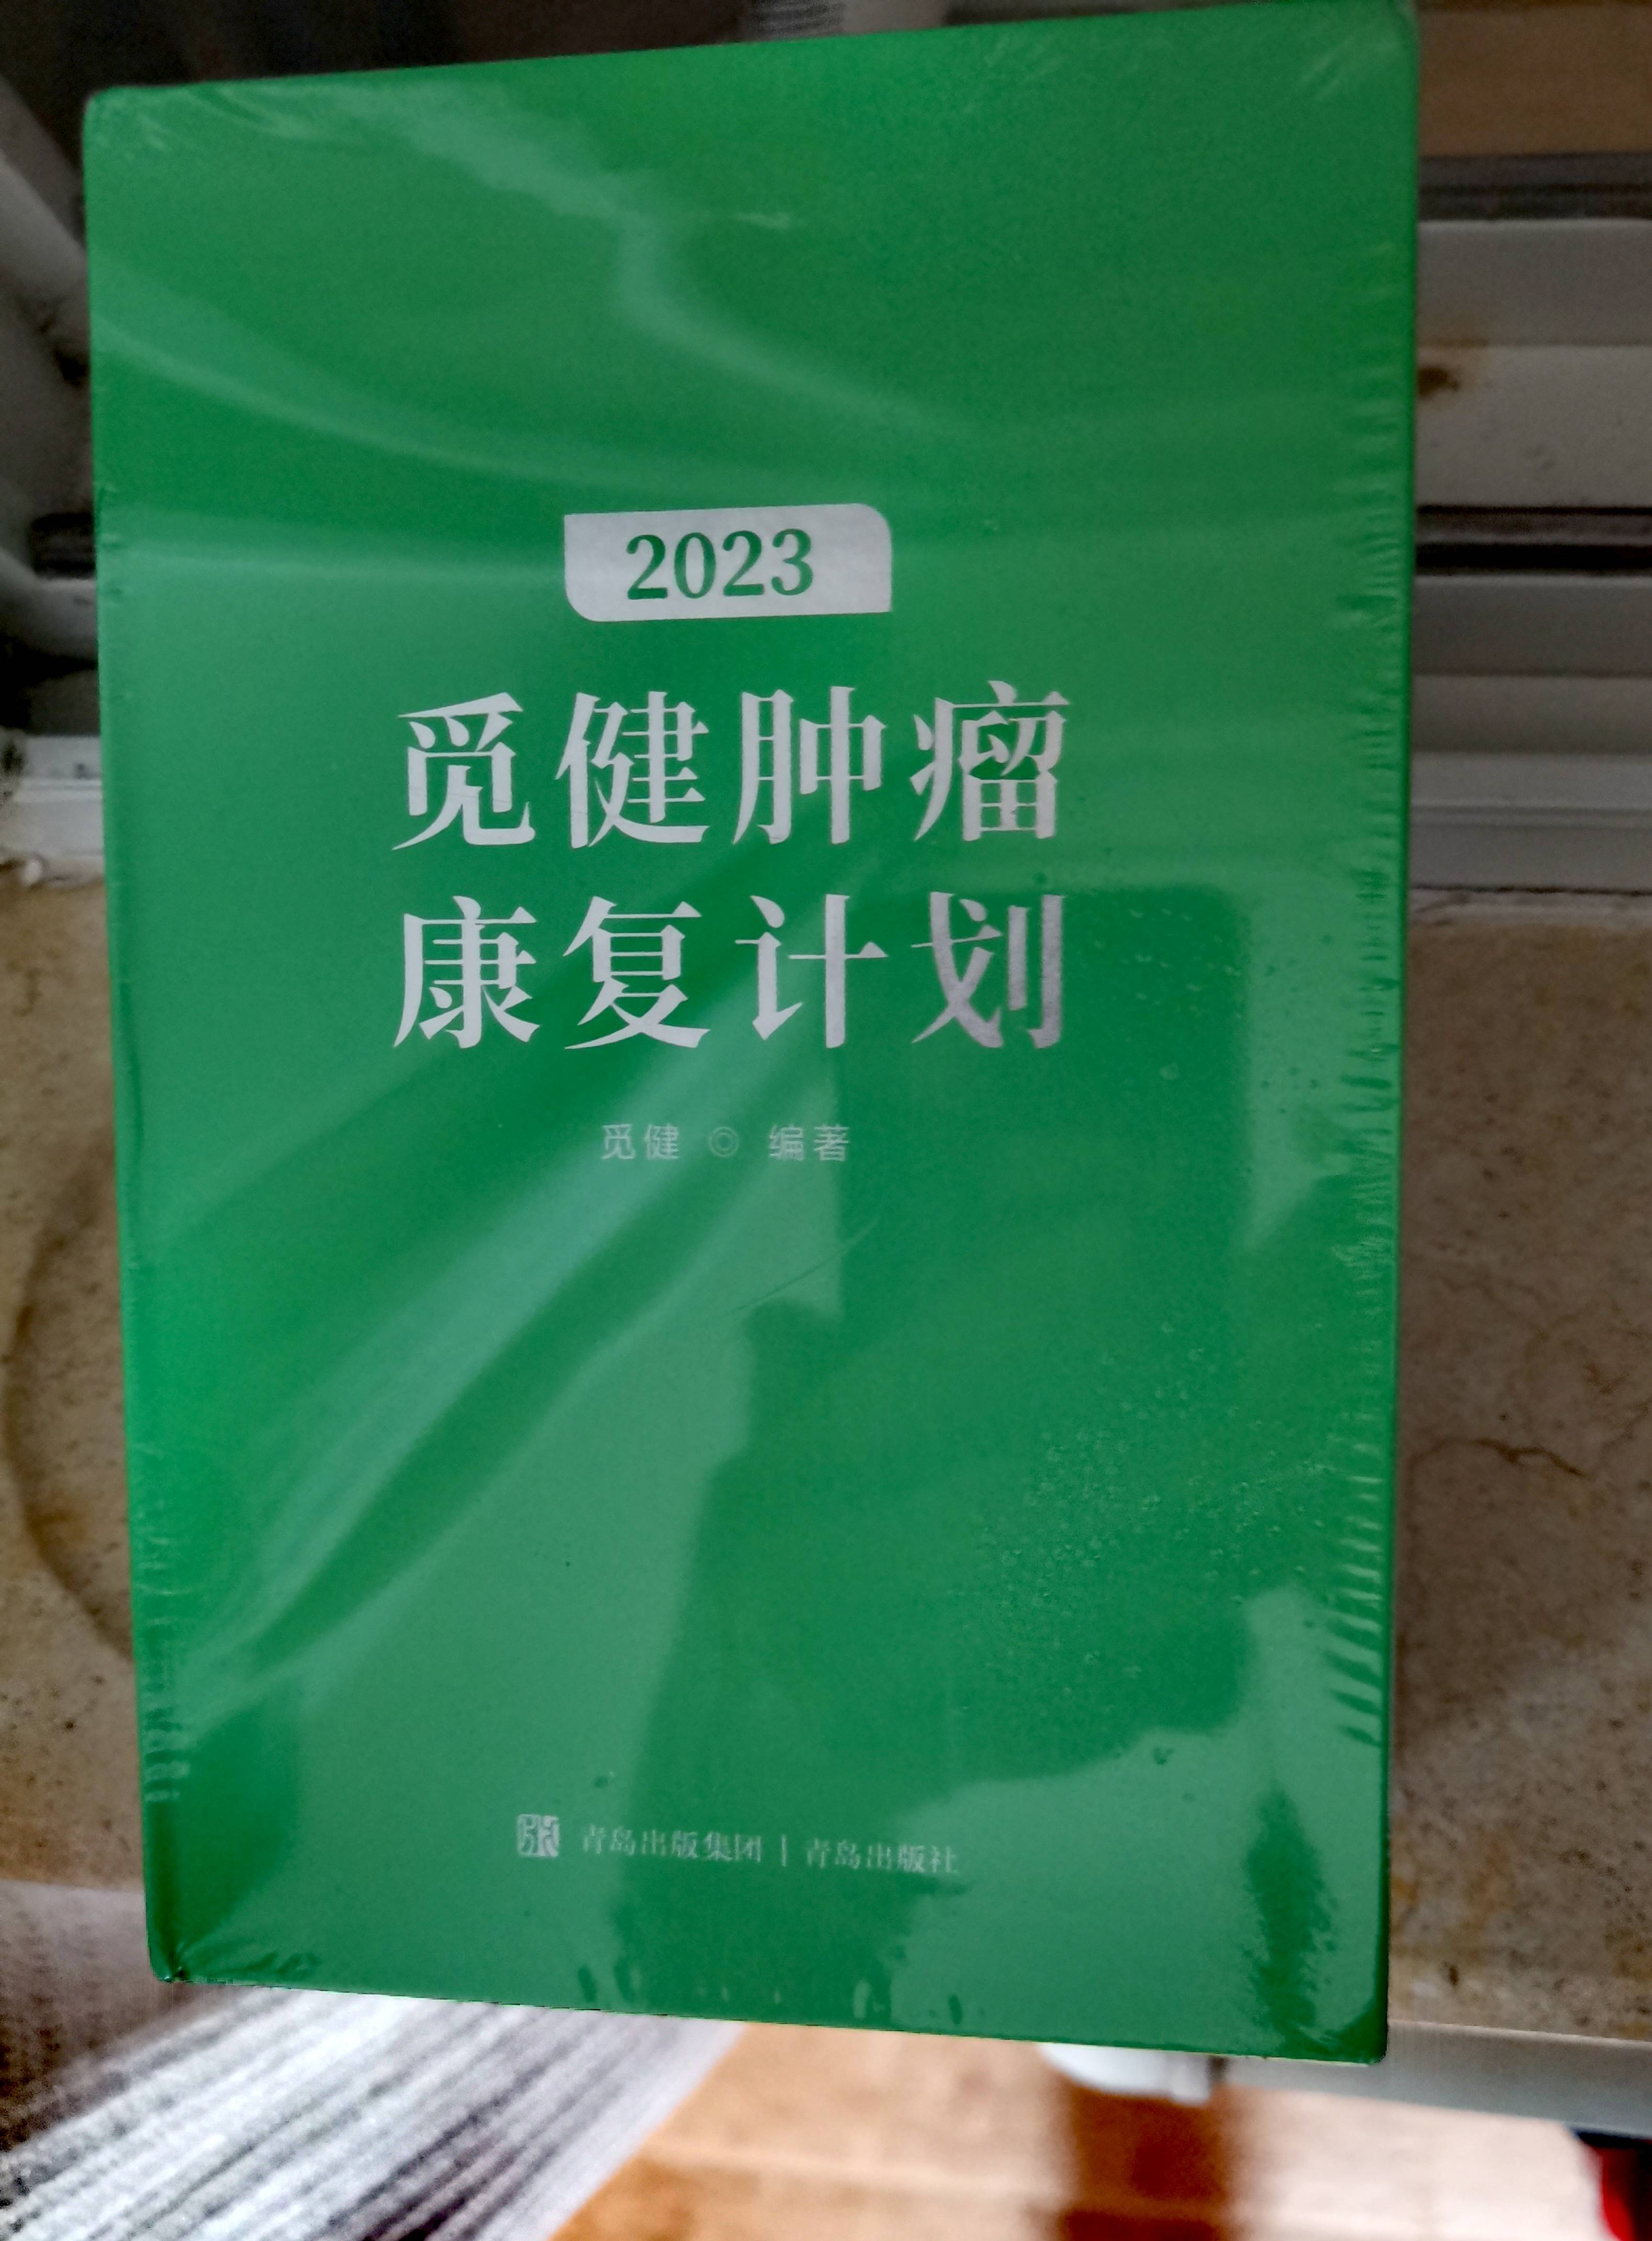 2023
觅健肿瘤
康复计划
觅健 ◎ 编著
青岛出版集团 | 青岛出版社